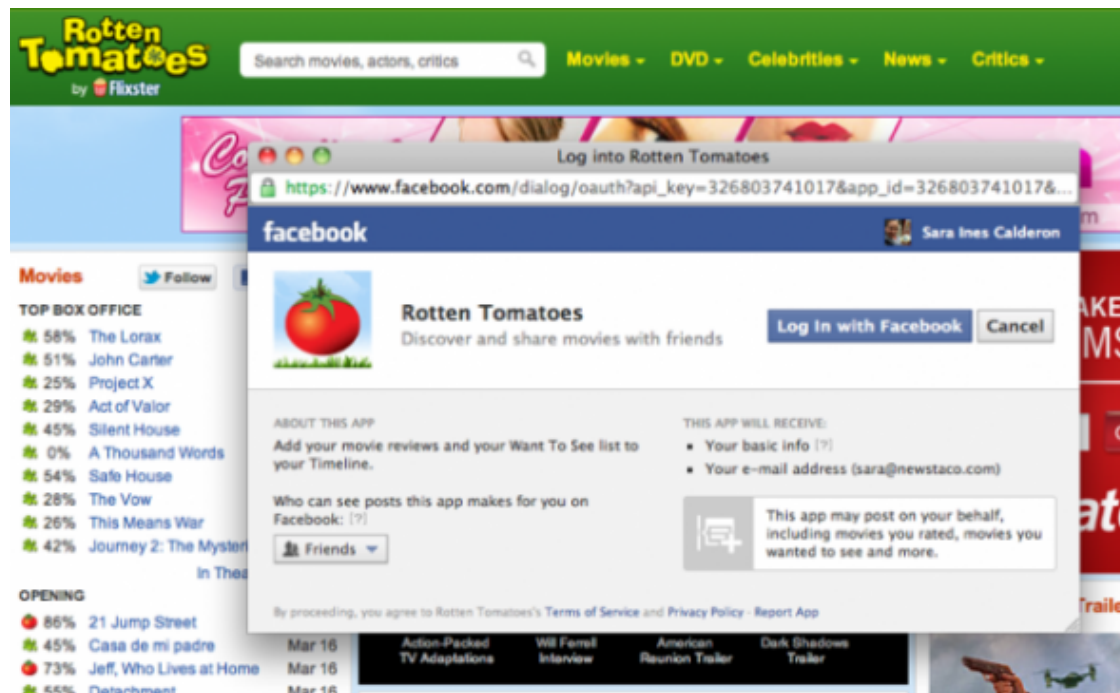 Rotten
Tomatoes
by Flixster
Search movies, actors, critics
Movies
DVD
Celebrities
News
Critics
Log into Rotten Tomatoes
https://www.facebook.com/dialog/oauth?api_key=326803741017&app_id=326803741017&...
facebook
Sara Ines Calderon
Rotten Tomatoes
Discover and share movies with friends
Log In with Facebook
Cancel
ABOUT THIS APP
Add your movie reviews and your Want To See list to
your Timeline.
Who can see posts this app makes for you on
Facebook: [?]
Friends
THIS APP WILL RECEIVE:
Your basic info [?]
Your e-mail address (sara@newstaco.com)
This app may post on your behalf,
including movies you rated, movies you
wanted to see and more.
By proceeding, you agree to Rotten Tomatoes's Terms of Service and Privacy Policy · Report App
Movies
Follow
TOP BOX OFFICE
58% The Lorax
51% John Carter
25% Project X
29% Act of Valor
45% Silent House
0% A Thousand Words
54% Safe House
28% The Vow
26% This Means War
42% Journey 2: The Mysteri
In Thea
OPENING
86% 21 Jump Street
45% Casa de mi padre Mar 16
73% Jeff, Who Lives at Home Mar 16
55% Detachment Mar 16
Action-Packed
TV Adaptations
Will Ferrell
Interview
American
Reunion Trailer
Dark Shadows
Trailer